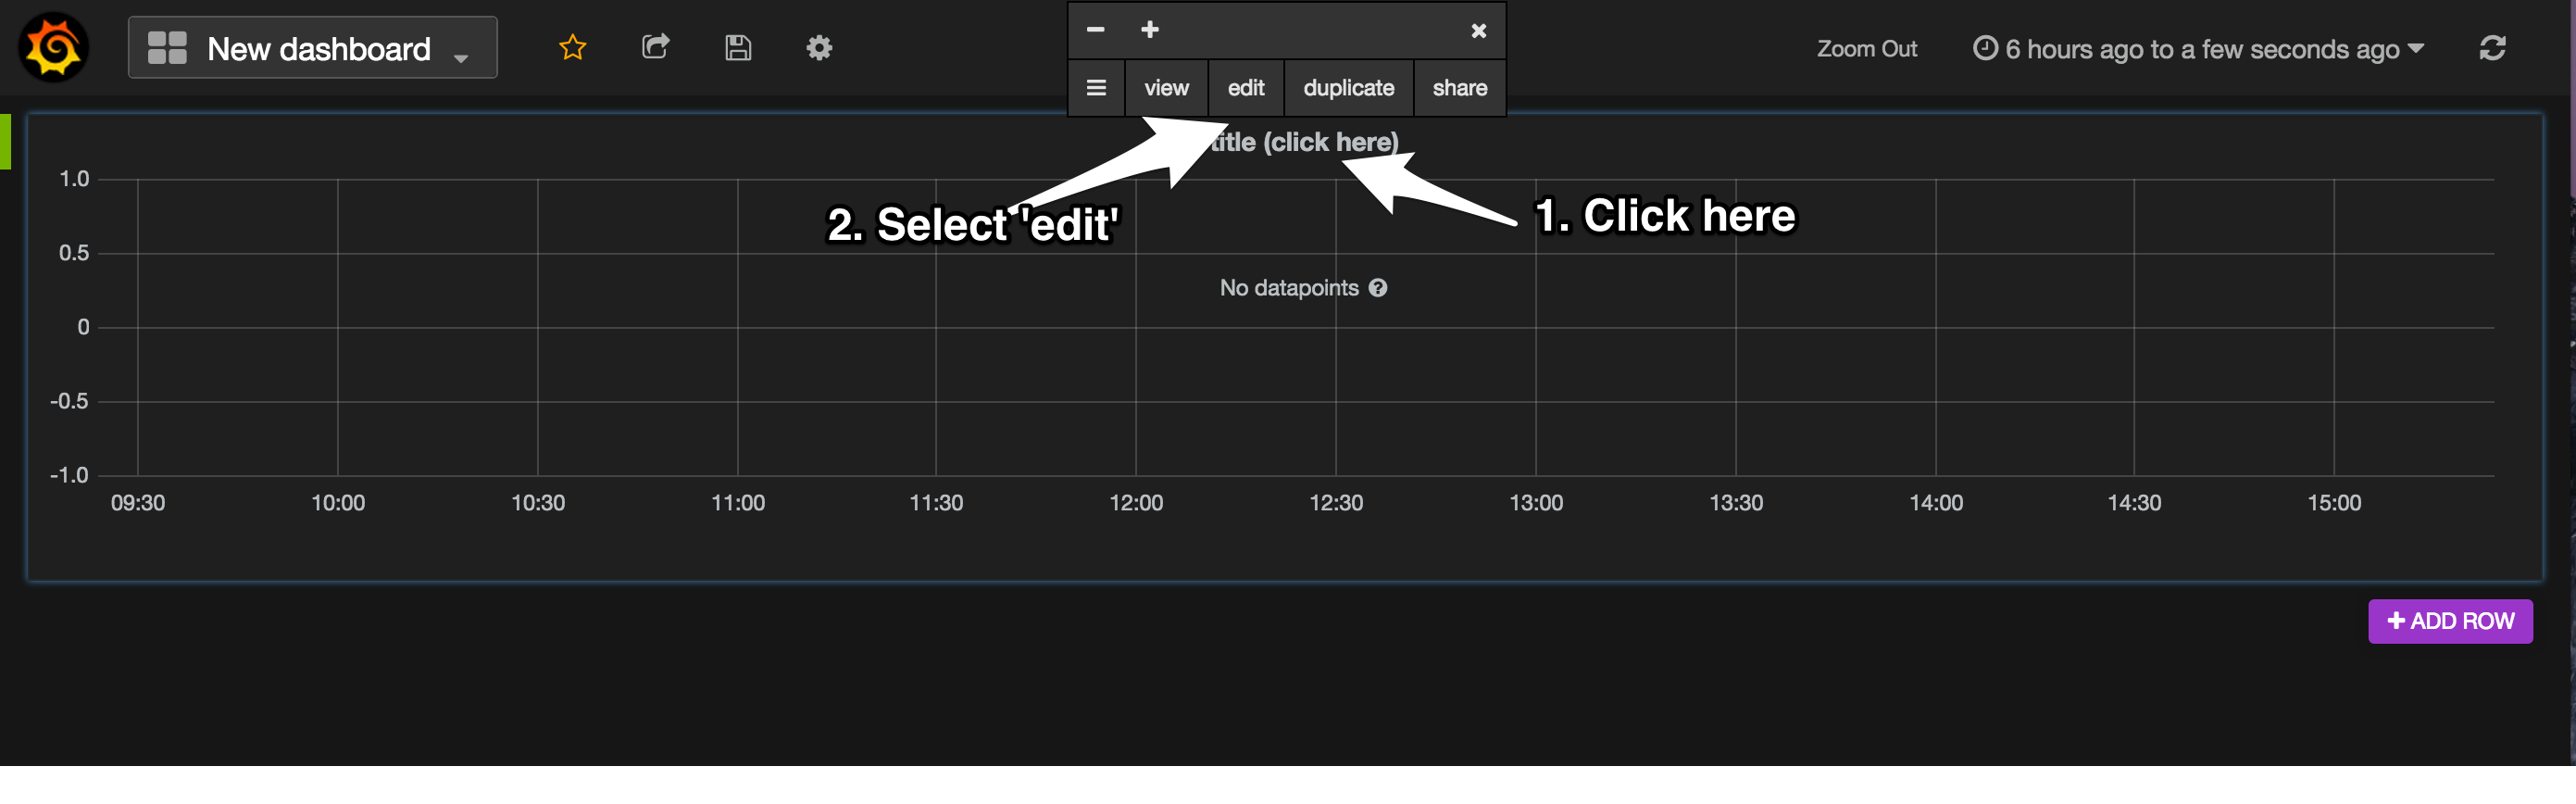 New dashboard
Zoom Out
6 hours ago to a few seconds ago
view edit duplicate share
title (click here)
2. Select 'edit'
1. Click here
No datapoints
1.0
0.5
0
-0.5
-1.0
09:30 10:00 10:30 11:00 11:30 12:00 12:30 13:00 13:30 14:00 14:30 15:00
ADD ROW